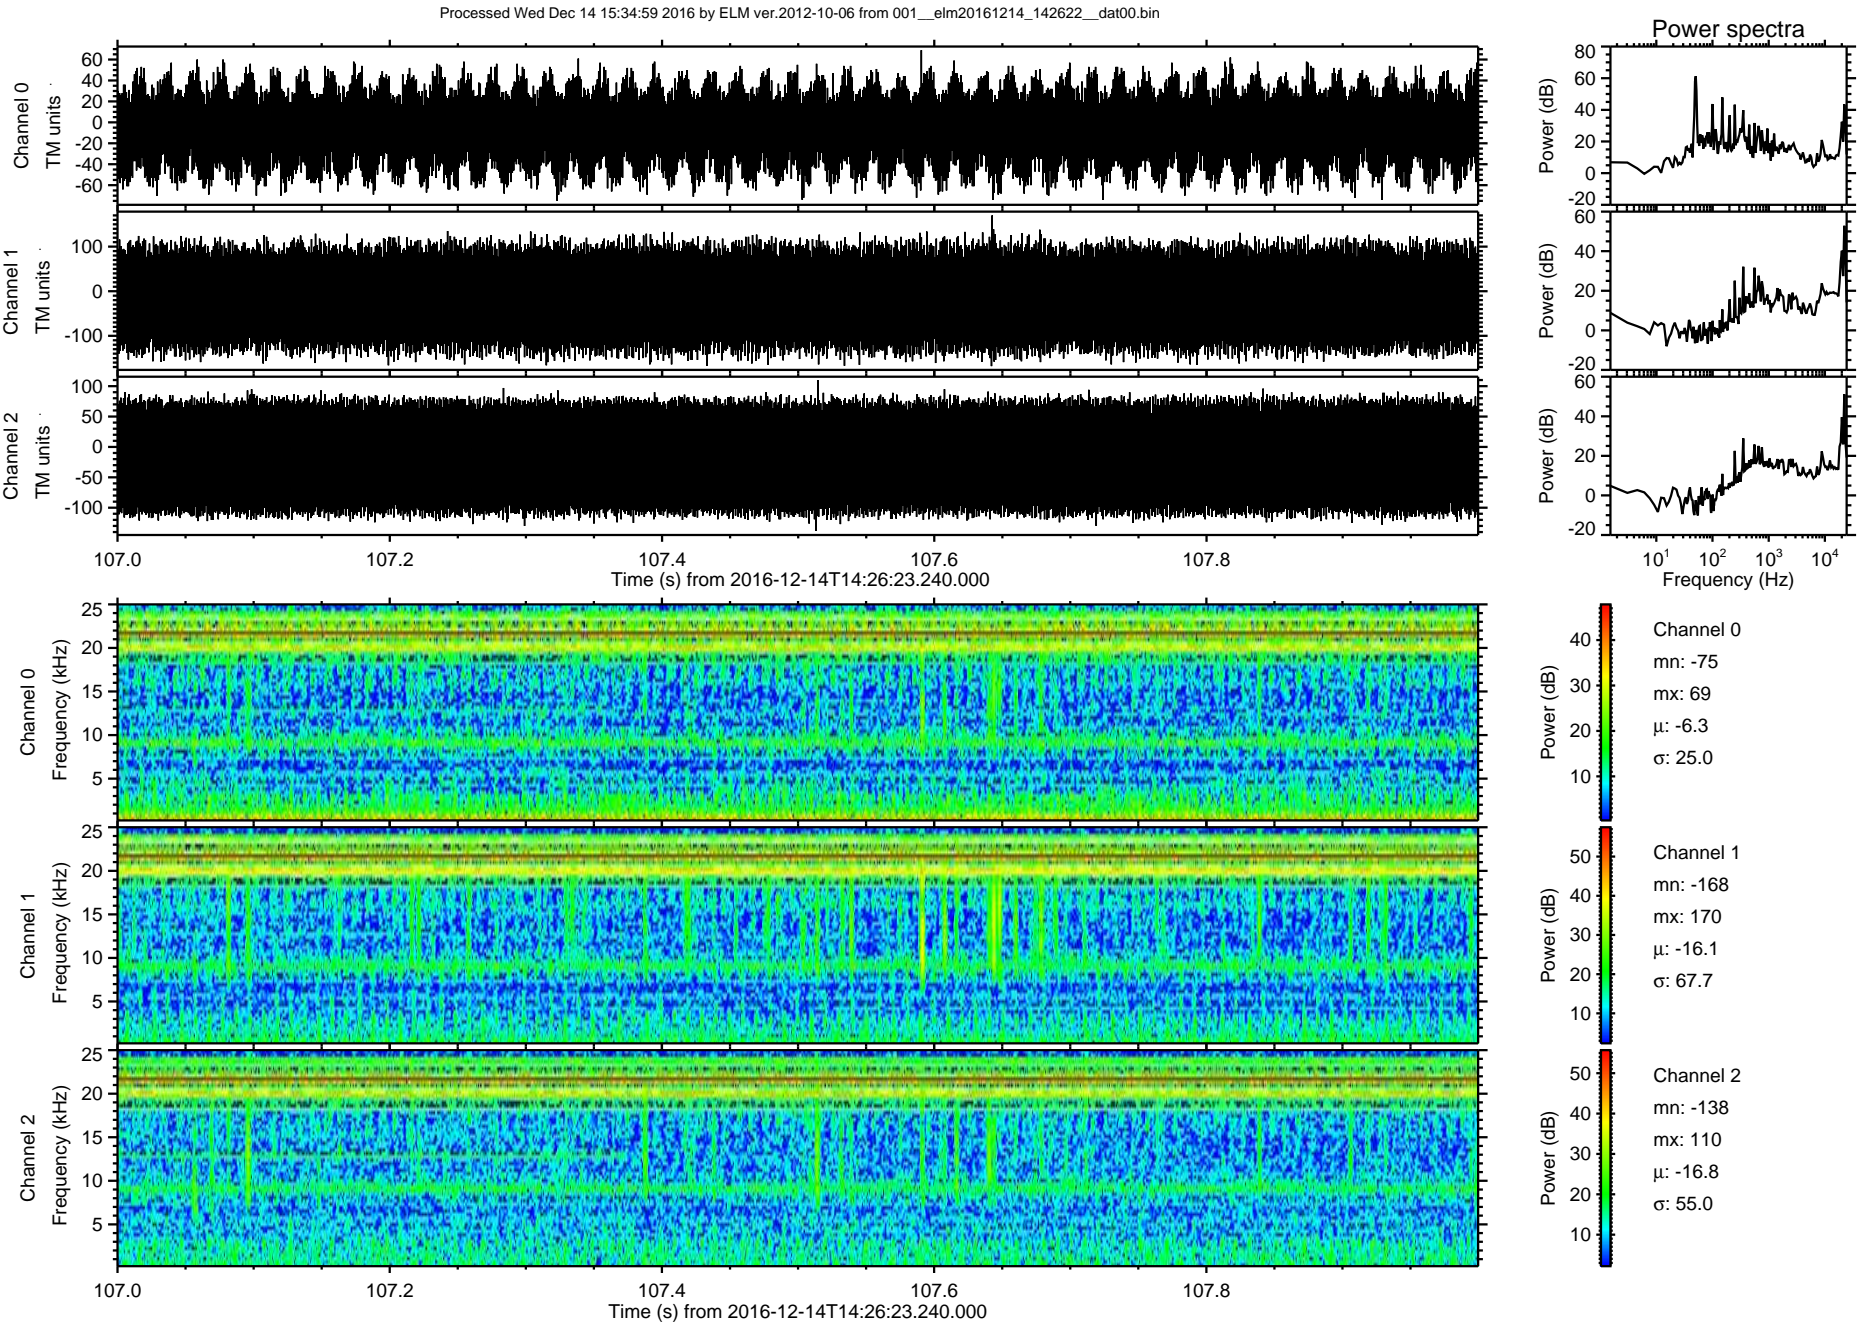 Processed Wed Dec 14 15:34:59 2016 by ELM ver.2012-10-06 from 001__elm20161214_142622__dat00.bin
Power spectra
Channel 0
TM units
60
40
20
0
-20
-40
-60
Power (dB)
80
60
40
20
0
-20
Channel 1
TM units
100
0
-100
Power (dB)
60
40
20
0
-20
Channel 2
TM units
100
50
0
-50
-100
Power (dB)
60
40
20
0
-20
107.0 107.2 107.4 107.6 107.8
Time (s) from 2016-12-14T14:26:23.240.000
10¹ 10² 10³ 10⁴
Frequency (Hz)
Channel 0
Frequency (kHz)
25
20
15
10
5
Power (dB)
40
30
20
10
Channel 0
mn: -75
mx: 69
μ: -6.3
σ: 25.0
Channel 1
Frequency (kHz)
25
20
15
10
5
Power (dB)
50
40
30
20
10
Channel 1
mn: -168
mx: 170
μ: -16.1
σ: 67.7
Channel 2
Frequency (kHz)
25
20
15
10
5
Power (dB)
50
40
30
20
10
Channel 2
mn: -138
mx: 110
μ: -16.8
σ: 55.0
107.0 107.2 107.4 107.6 107.8
Time (s) from 2016-12-14T14:26:23.240.000